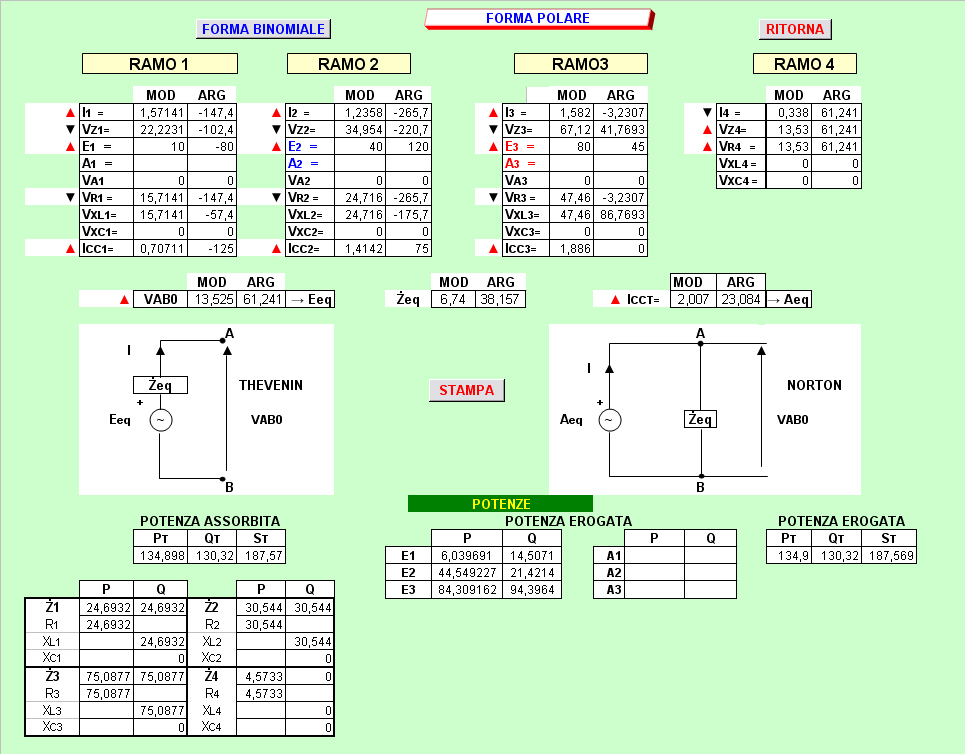 FORMA POLARE
FORMA BINOMIALE
RITORNA
RAMO 1 RAMO 2 RAMO3 RAMO 4
MOD ARG MOD ARG MOD ARG MOD ARG
▲ I1 = 1,57141 -147,4 ▲ I2 = 1,2358 -265,7 ▲ I3 = 1,582 -3,2307 ▼ I4 = 0,338 61,241
▼ VZ1= 22,2231 -102,4 ▼ VZ2= 34,954 -220,7 ▼ VZ3= 67,12 41,7693 ▲ VZ4= 13,53 61,241
▲ E1 = 10 -80 ▲ E2 = 40 120 ▲ E3 = 80 45 ▲ VR4 = 13,53 61,241
A1 = A2 = A3 = VXL4= 0 0
VA1 0 0 VA2 0 0 VA3 0 0 VXC4= 0 0
▼ VR1= 15,7141 -147,4 ▼ VR2 = 24,716 -265,7 ▼ VR3 = 47,46 -3,2307
VXL1= 15,7141 -57,4 VXL2= 24,716 -175,7 VXL3= 47,46 86,7693
VXC1= 0 0 VXC2= 0 0 VXC3= 0 0
▲ ICC1= 0,70711 -125 ▲ ICC2= 1,4142 75 ▲ ICC3= 1,886 0
MOD ARG MOD ARG MOD ARG
▲ VAB0 13,525 61,241 → Eeq Żeq 6,74 38,157 ▲ ICCT= 2,007 23,084 → Aeq
A A
I I
Żeq THEVENIN STAMPA NORTON
+ +
Eeq ~ VAB0 Aeq ~ Żeq VAB0
B B
POTENZE
POTENZA ASSORBITA POTENZA EROGATA POTENZA EROGATA
PT QT ST P Q P Q PT QT ST
134,898 130,32 187,57 E1 6,039691 14,5071 A1 134,9 130,32 187,569
E2 44,549227 21,4214 A2
E3 84,309162 94,3964 A3
P Q P Q
Ż1 24,6932 24,6932 Ż2 30,544 30,544
R1 24,6932 R2 30,544
XL1 24,6932 XL2 30,544
XC1 0 XC2 0
Ż3 75,0877 75,0877 Ż4 4,5733 0
R3 75,0877 R4 4,5733
XL3 75,0877 XL4 0
XC3 0 XC4 0